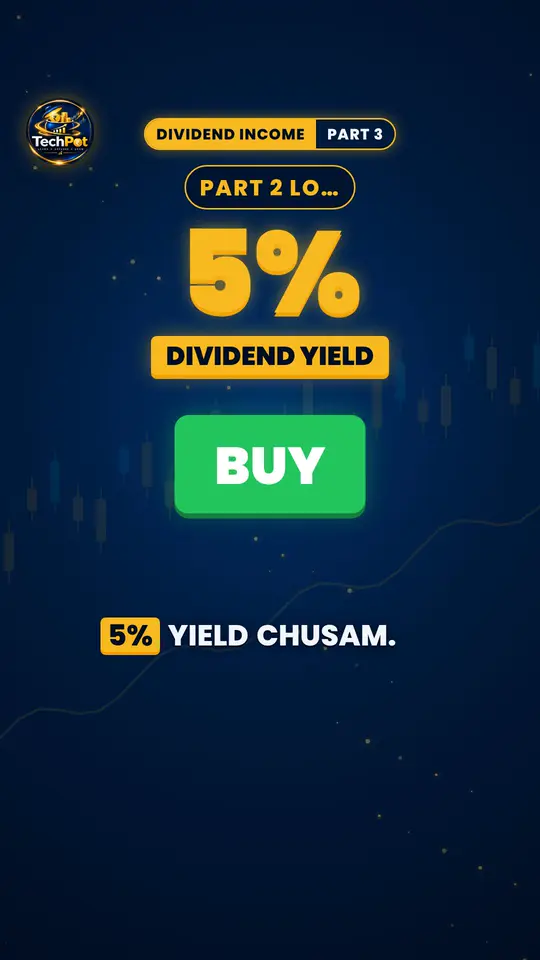 TechPot
DIVIDEND INCOME PART 3
PART 2 LO...
5%
DIVIDEND YIELD
BUY
5% YIELD CHUSAM.